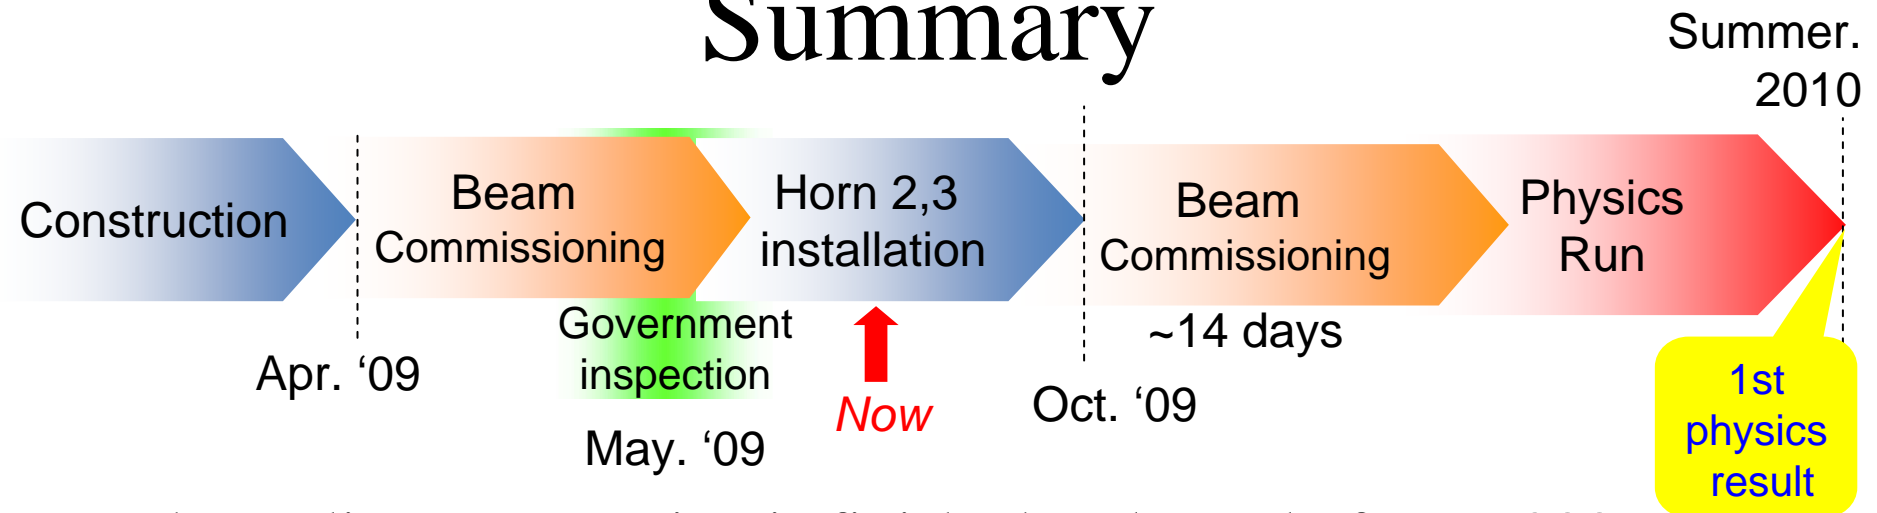 Summary
Summer.
2010
Construction
Beam
Commissioning
Horn 2,3
installation
Beam
Commissioning
Physics
Run
Government
inspection
~14 days
Apr. ‘09
Now
Oct. ‘09
May. ‘09
1st
physics
result